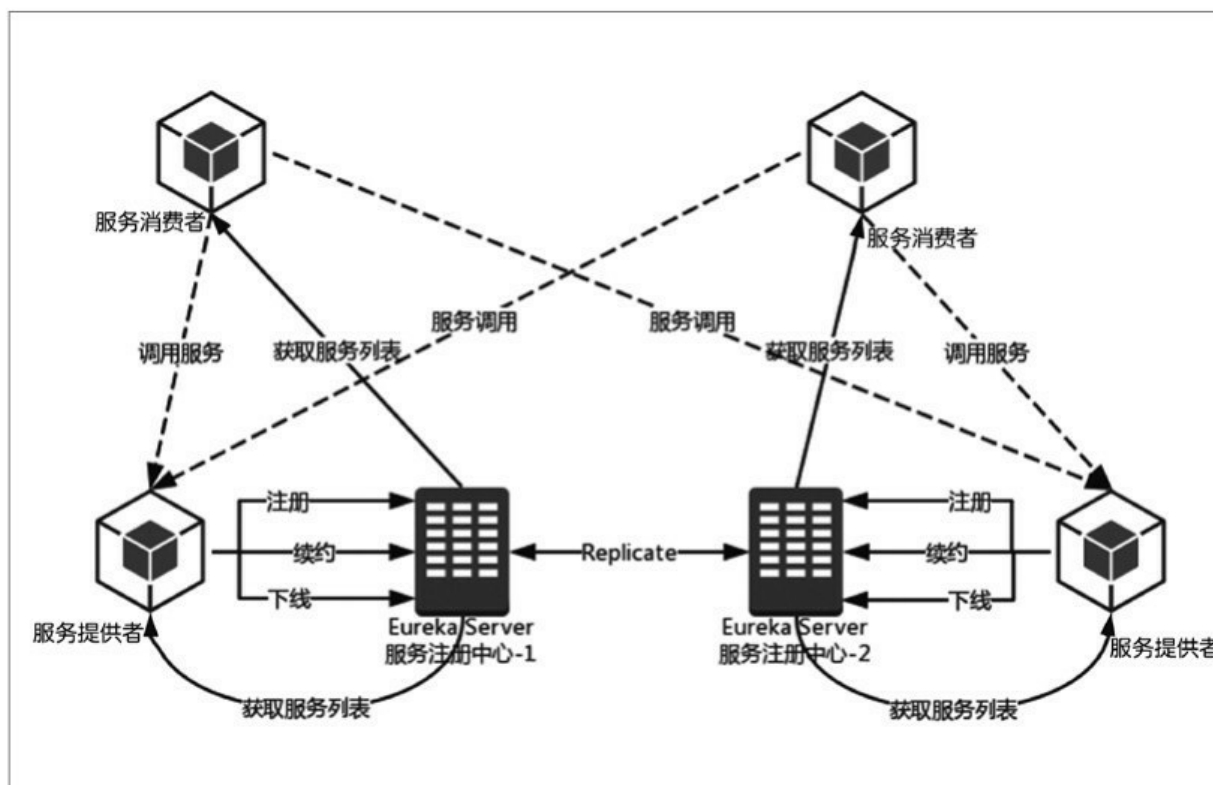 服务消费者
服务消费者
服务调用
服务调用
调用服务
获取服务列表
获取服务列表
调用服务
注册
注册
续约
Replicate
续约
下线
下线
Eureka Server
服务注册中心-1
Eureka Server
服务注册中心-2
服务提供者
服务提供者
获取服务列表
获取服务列表